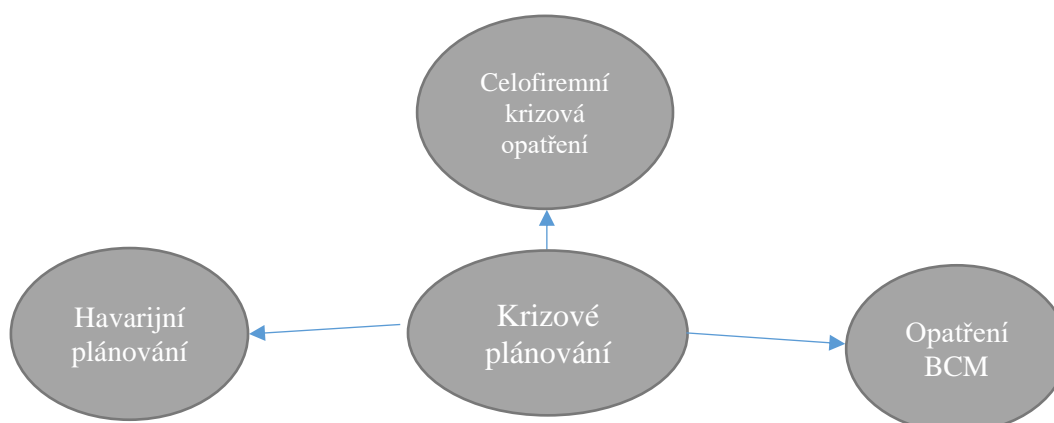 Celofiremní
krizová
opatření
Havarijní
plánování
Krizové
plánování
Opatření
BCM